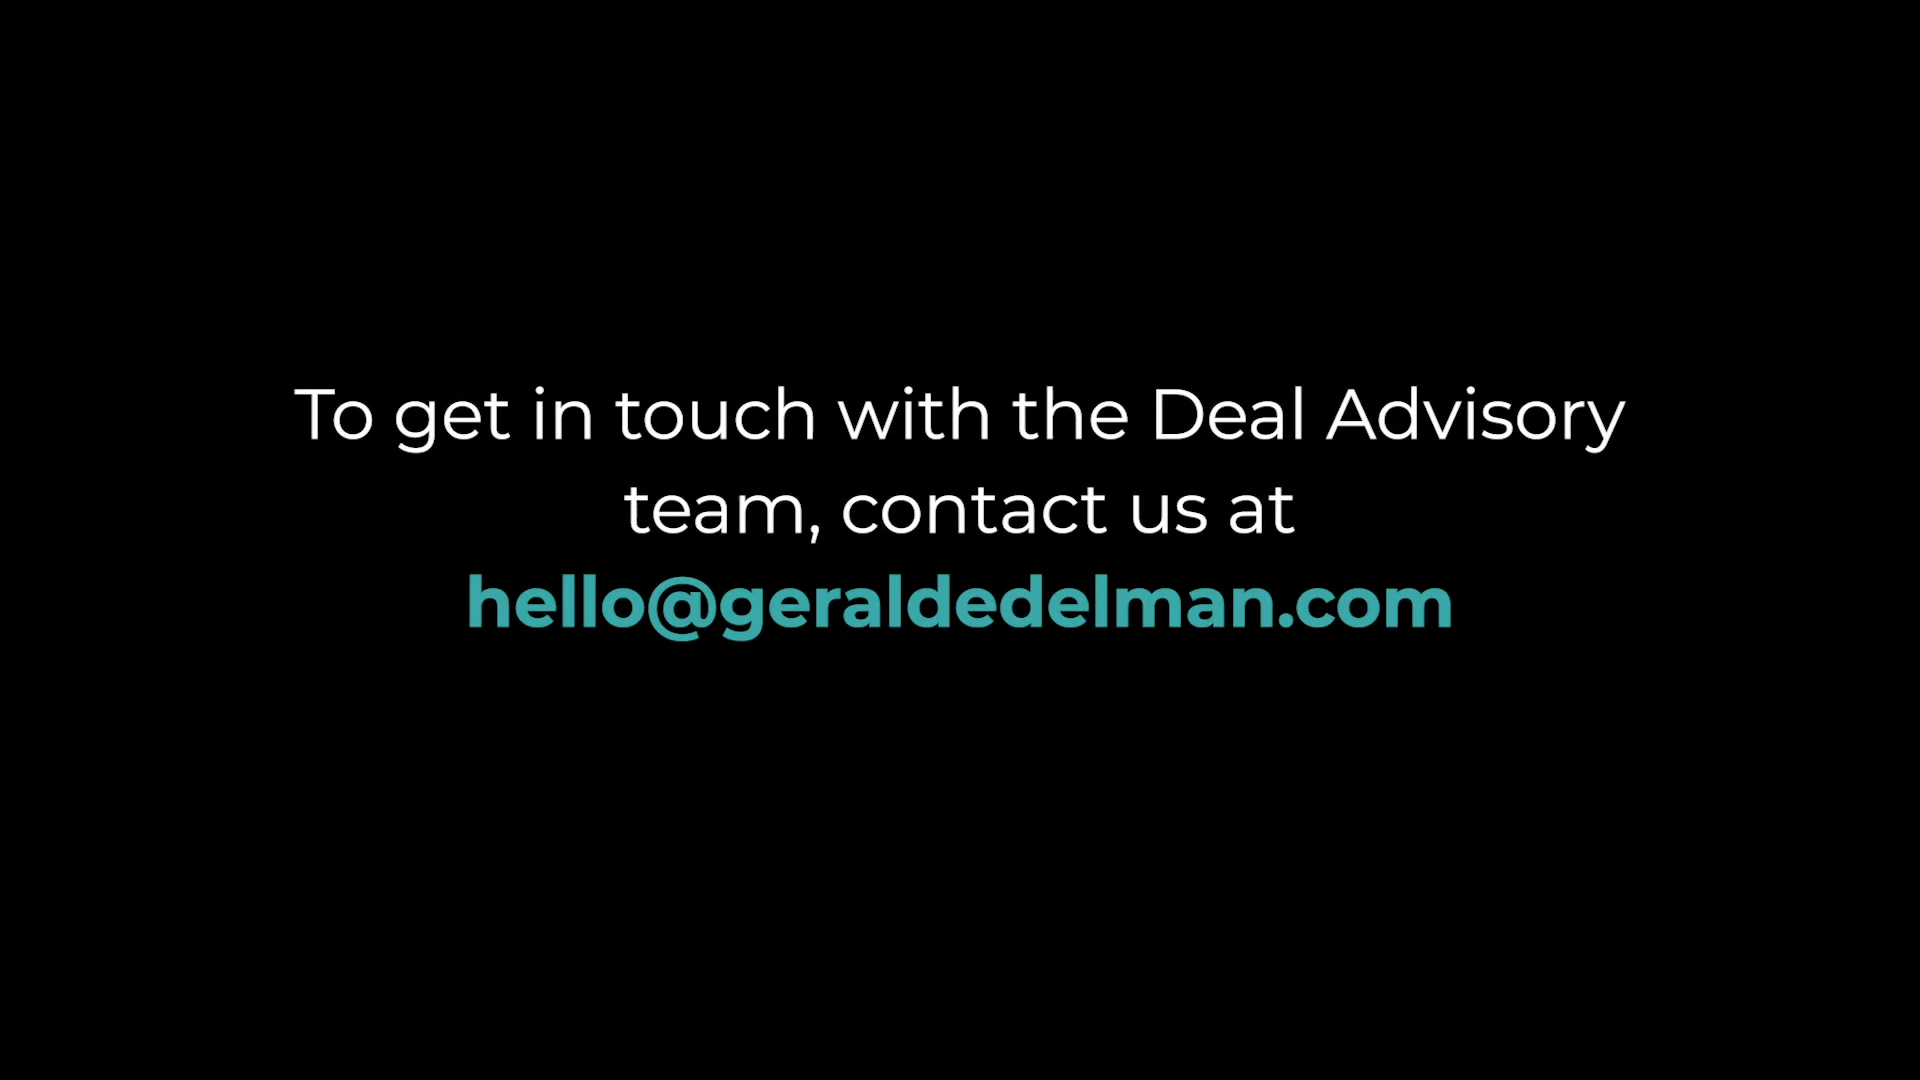 To get in touch with the Deal Advisory
team, contact us at
hello@geraldedelman.com